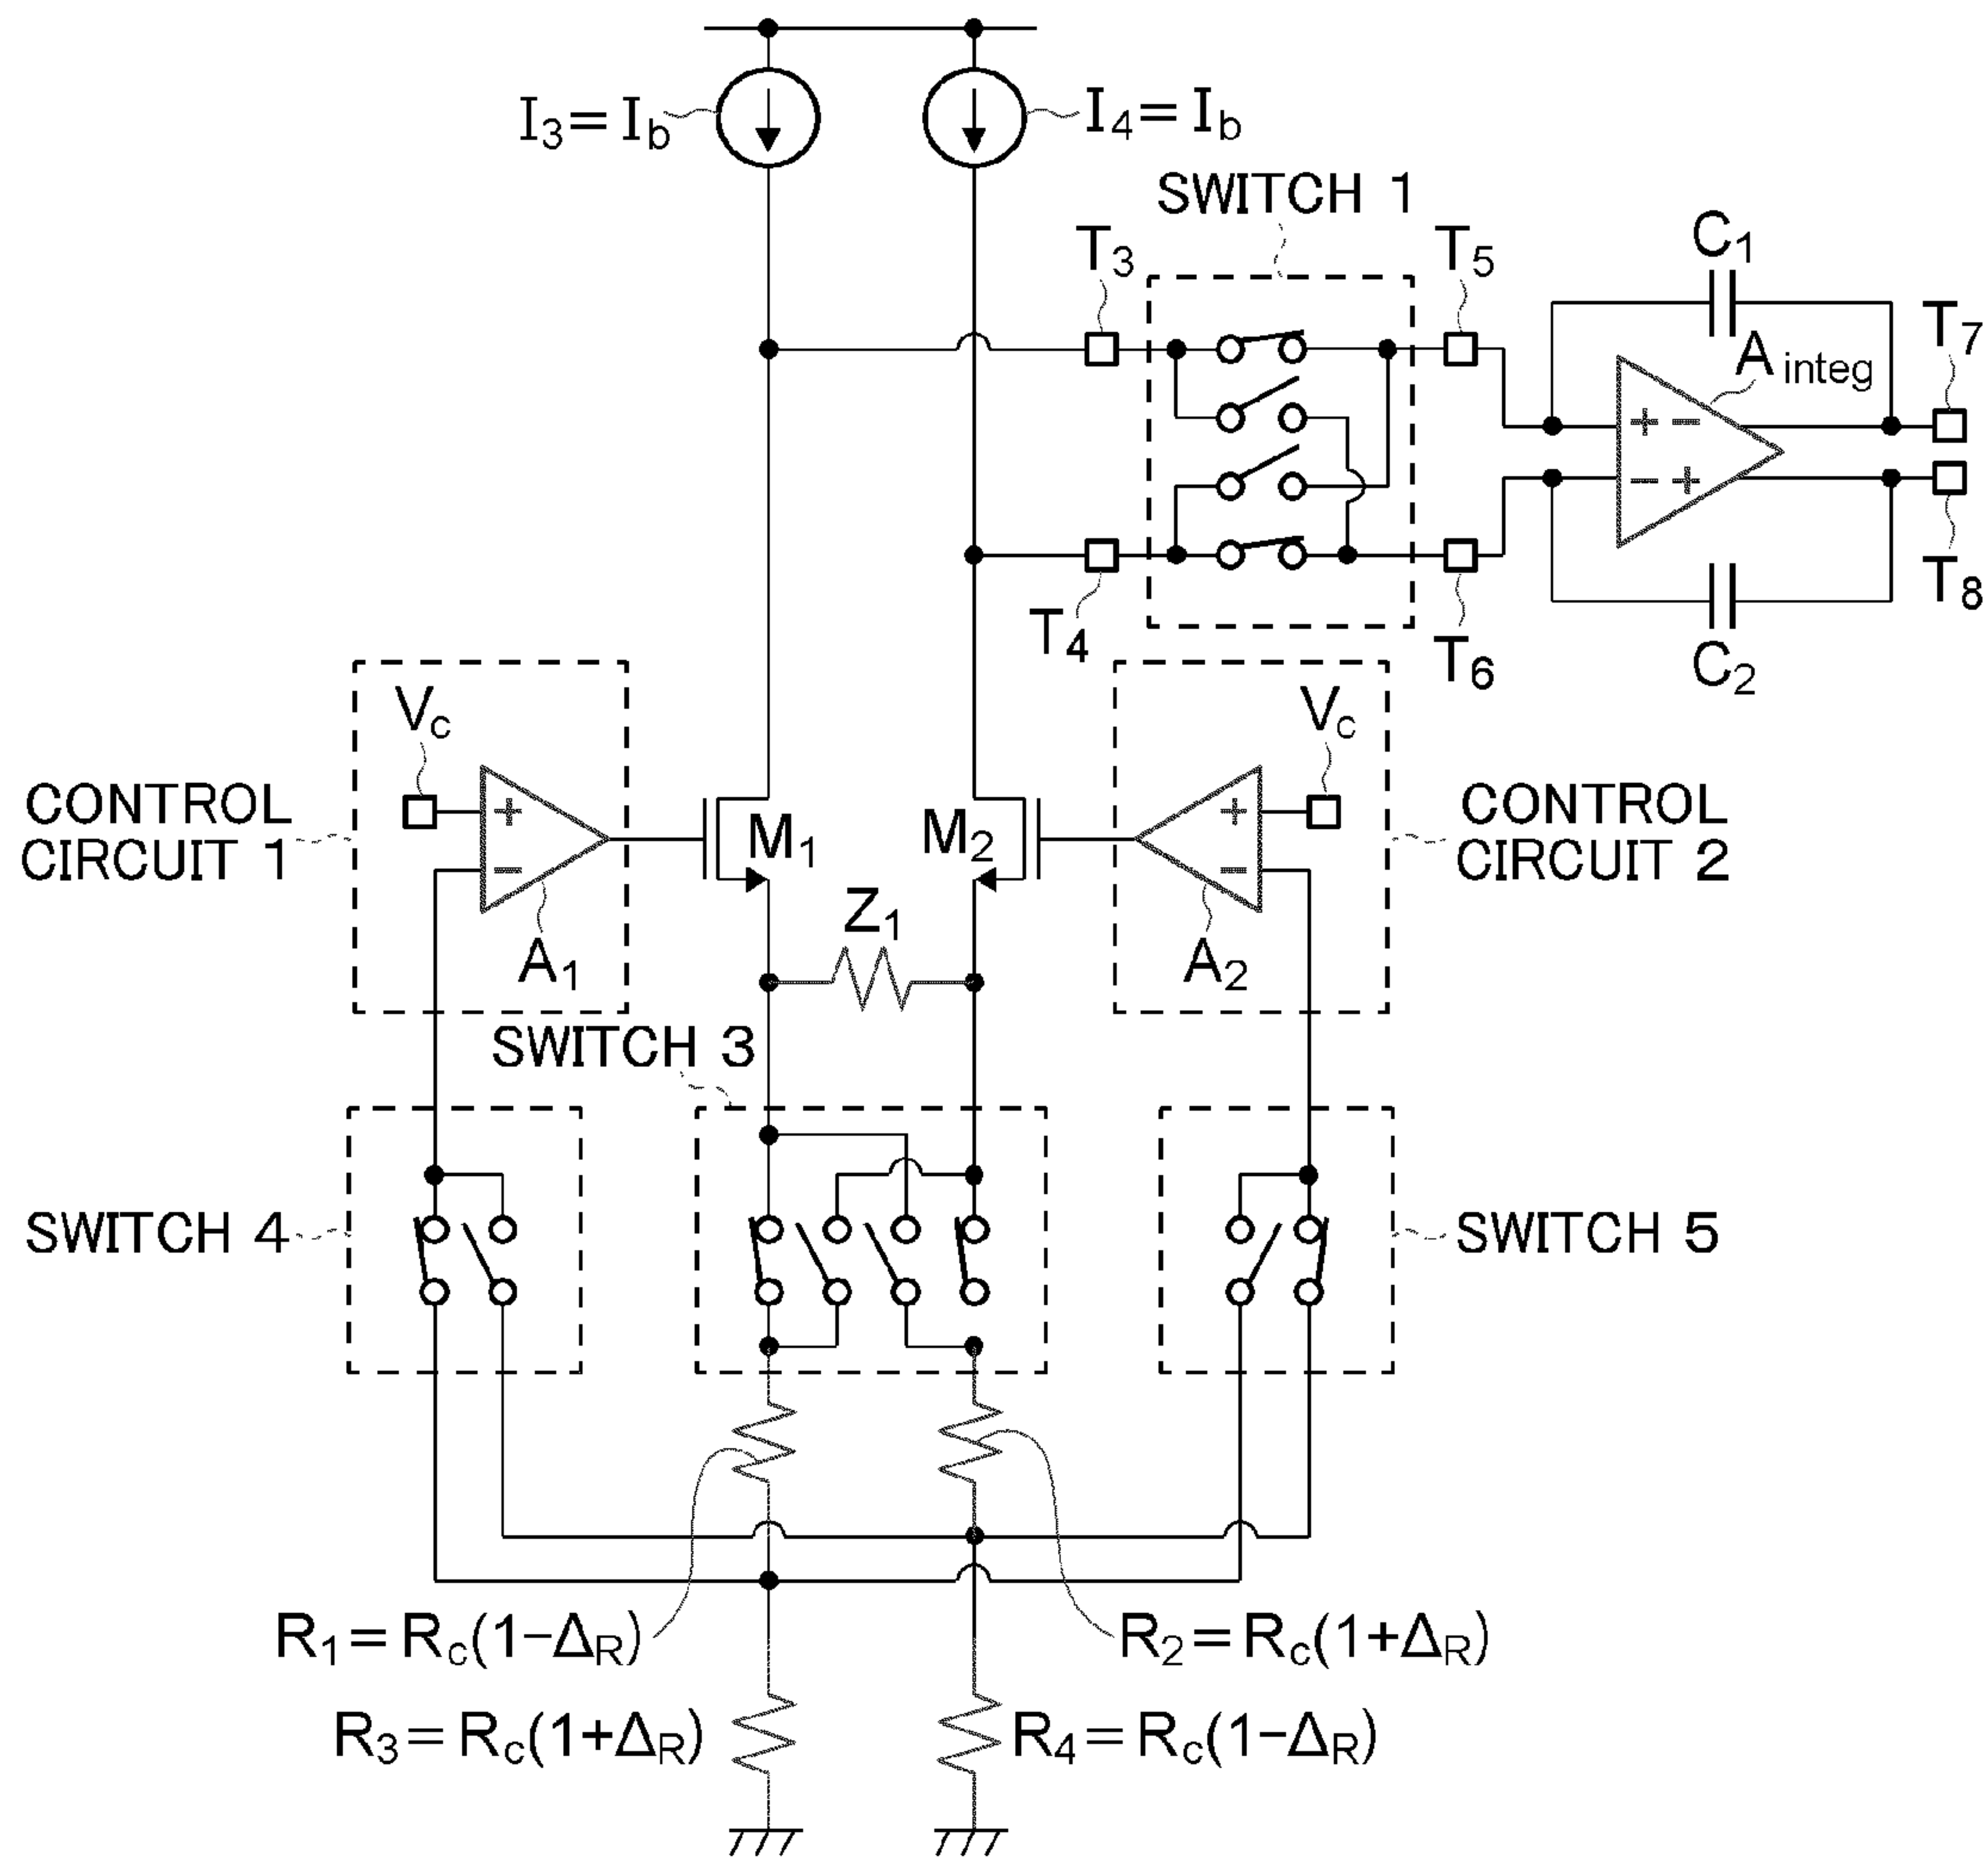 I3=Ib
I4=Ib
SWITCH 1
T3
T5
C1
T7
A integ
+ −
− +
T4
T6
C2
T8
Vc
Vc
CONTROL
CIRCUIT 1
+
−
M1
M2
+
−
CONTROL
CIRCUIT 2
A1
Z1
A2
SWITCH 3
SWITCH 4
SWITCH 5
R1=Rc(1−ΔR)
R2=Rc(1+ΔR)
R3=Rc(1+ΔR)
R4=Rc(1−ΔR)